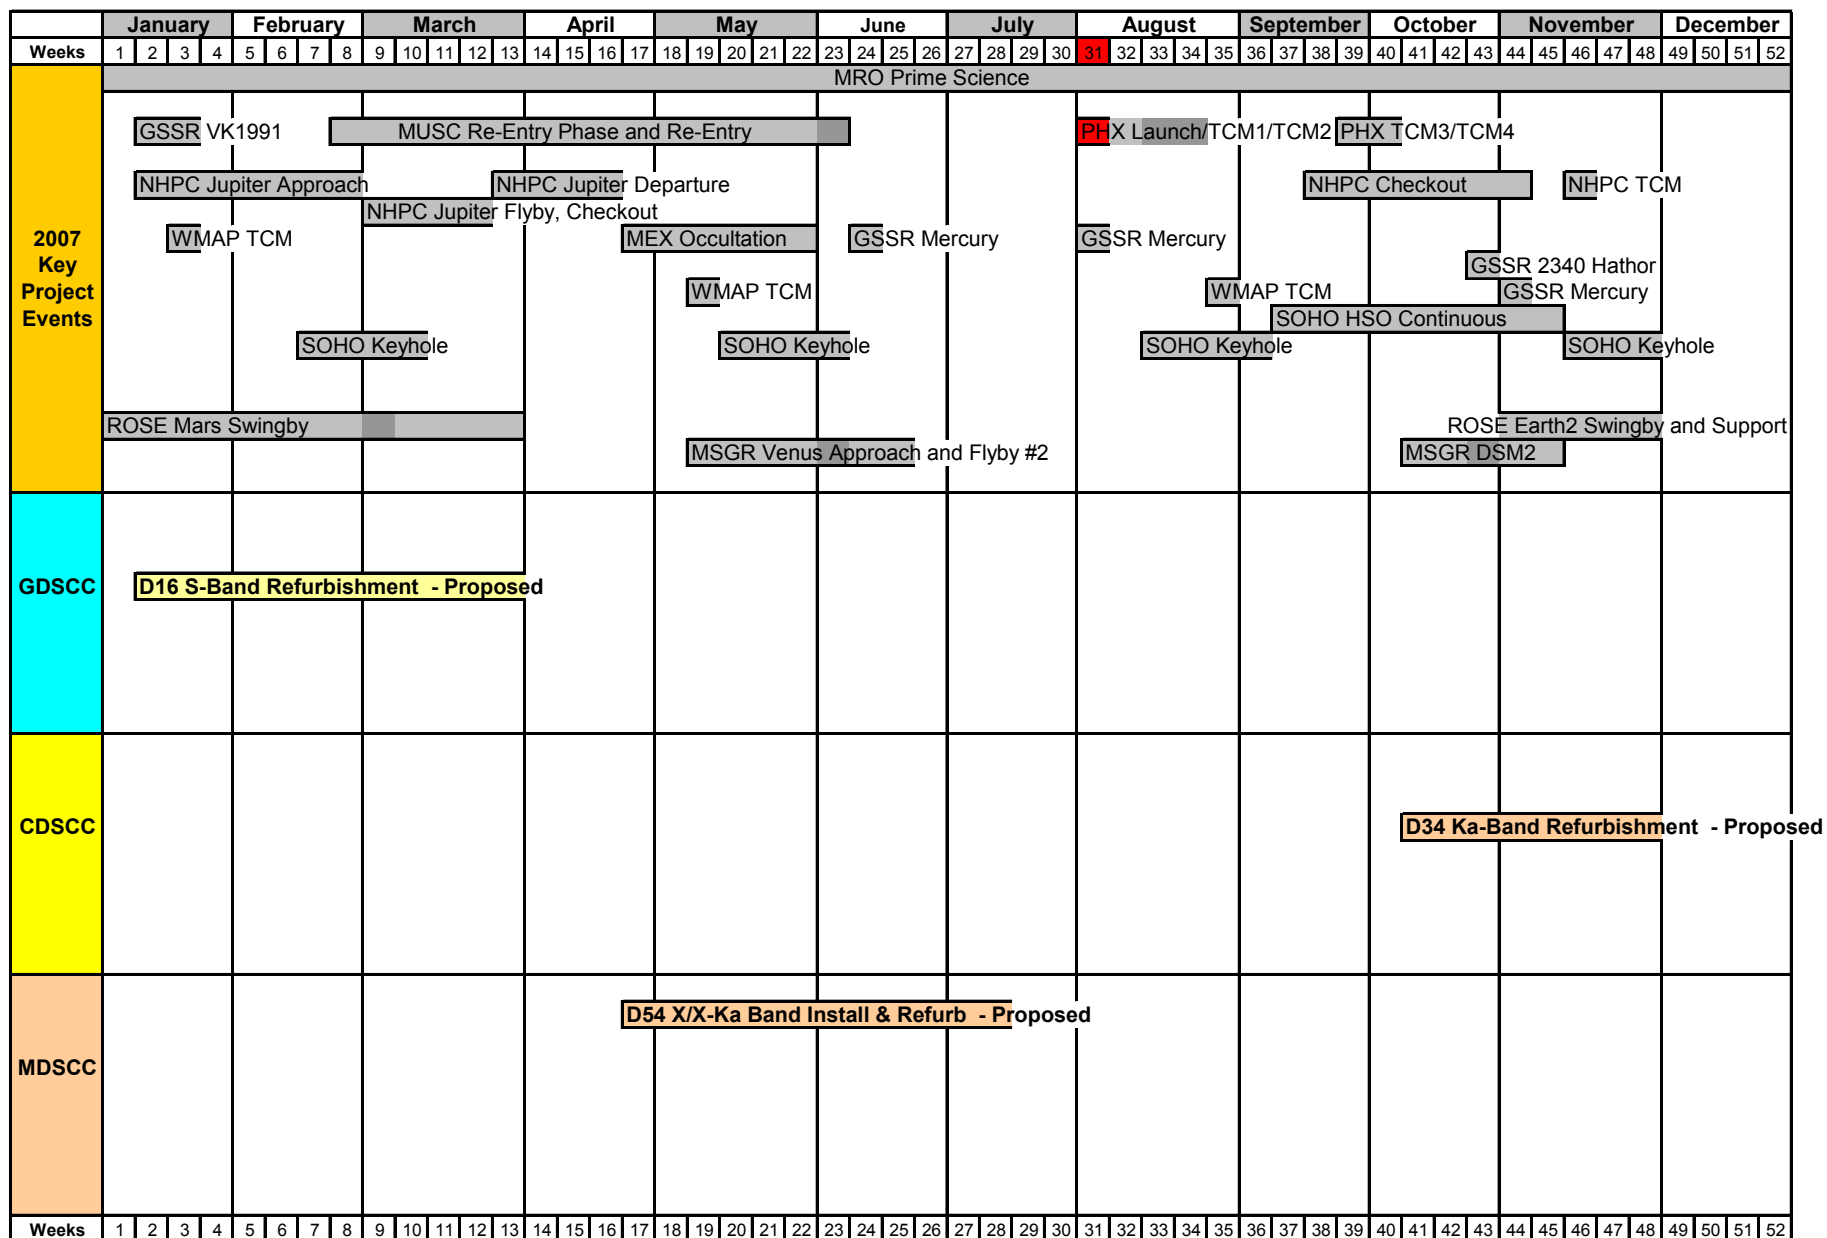 January February March April May June July August September October November December
Weeks 1 2 3 4 5 6 7 8 9 10 11 12 13 14 15 16 17 18 19 20 21 22 23 24 25 26 27 28 29 30 31 32 33 34 35 36 37 38 39 40 41 42 43 44 45 46 47 48 49 50 51 52
MRO Prime Science
GSSR VK1991 MUSC Re-Entry Phase and Re-Entry PHX Launch/TCM1/TCM2 PHX TCM3/TCM4
NHPC Jupiter Approach NHPC Jupiter Departure NHPC Checkout NHPC TCM
NHPC Jupiter Flyby, Checkout
WMAP TCM MEX Occultation GSSR Mercury GSSR Mercury
GSSR 2340 Hathor
WMAP TCM WMAP TCM GSSR Mercury
SOHO HSO Continuous
SOHO Keyhole SOHO Keyhole SOHO Keyhole SOHO Keyhole
2007
Key
Project
Events
ROSE Mars Swingby ROSE Earth2 Swingby and Support
MSGR Venus Approach and Flyby #2 MSGR DSM2
GDSCC D16 S-Band Refurbishment - Proposed
CDSCC D34 Ka-Band Refurbishment - Proposed
D54 X/X-Ka Band Install & Refurb - Proposed
MDSCC
Weeks 1 2 3 4 5 6 7 8 9 10 11 12 13 14 15 16 17 18 19 20 21 22 23 24 25 26 27 28 29 30 31 32 33 34 35 36 37 38 39 40 41 42 43 44 45 46 47 48 49 50 51 52